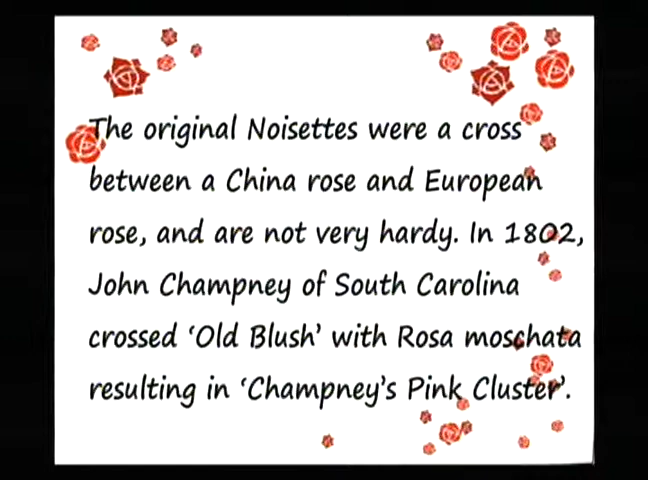 The original Noisettes were a cross
between a China rose and European
rose, and are not very hardy. In 1802,
John Champney of South Carolina
crossed ‘Old Blush’ with Rosa moschata
resulting in ‘Champney’s Pink Cluster’.